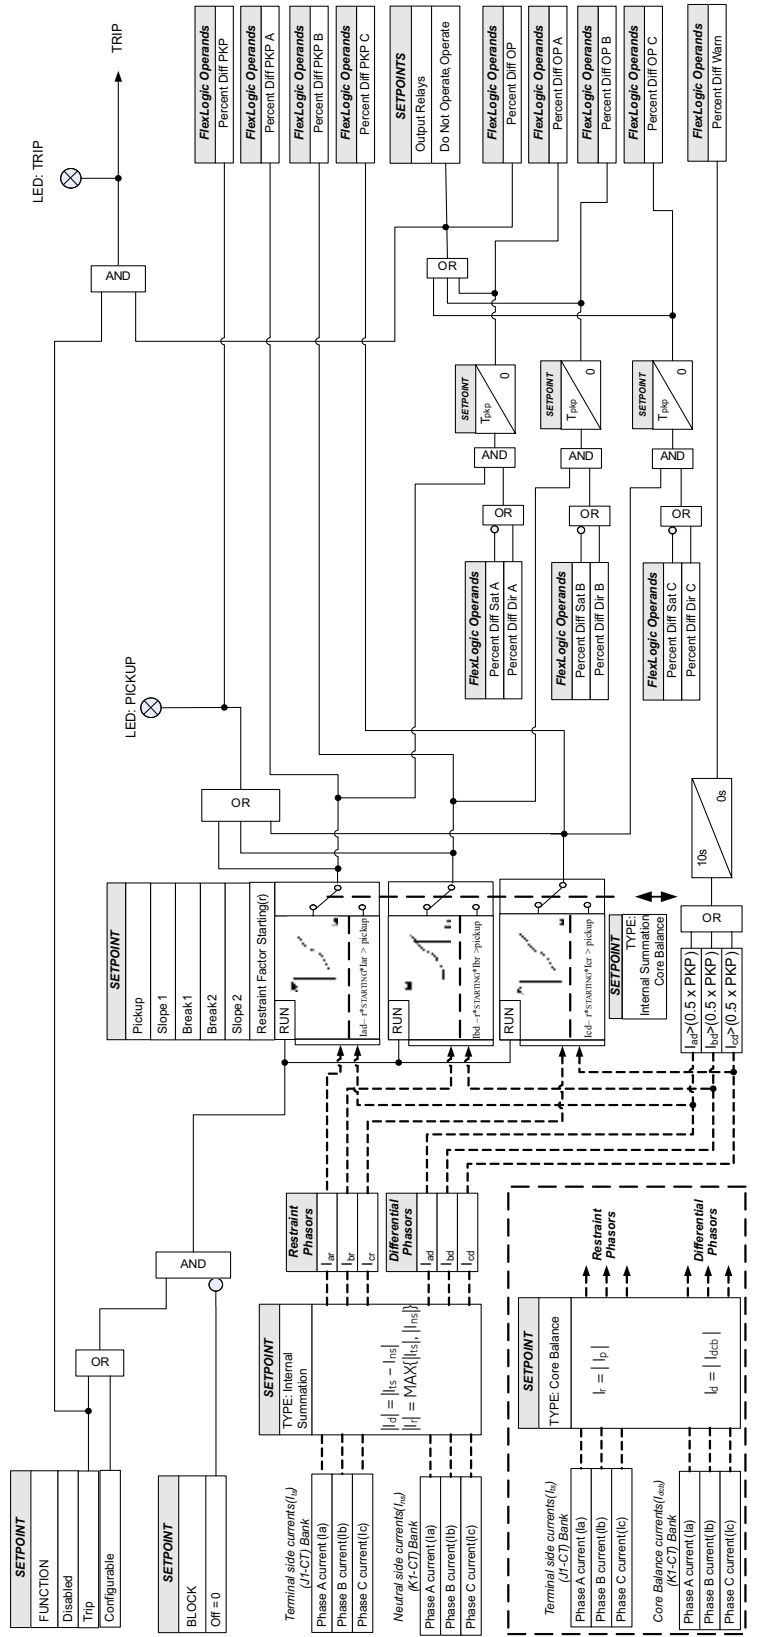 LED: TRIP
TRIP
AND
FlexLogic Operands
Percent Diff PKP
FlexLogic Operands
Percent Diff PKP A
FlexLogic Operands
Percent Diff PKP B
FlexLogic Operands
Percent Diff PKP C
SETPOINTS
Output Relays
Do Not Operate, Operate
FlexLogic Operands
Percent Diff OP
FlexLogic Operands
Percent Diff OP A
FlexLogic Operands
Percent Diff OP B
FlexLogic Operands
Percent Diff OP C
FlexLogic Operands
Percent Diff Warn
OR
SETPOINT
Tpkp
0
SETPOINT
Tpkp
0
SETPOINT
Tpkp
0
AND
AND
AND
OR
OR
OR
FlexLogic Operands
Percent Diff Sat A
Percent Diff Dir A
FlexLogic Operands
Percent Diff Sat B
Percent Diff Dir B
FlexLogic Operands
Percent Diff Sat C
Percent Diff Dir C
LED: PICKUP
OR
10s
0s
OR
SETPOINT
Pickup
Slope 1
Break1
Break2
Slope 2
Restraint Factor Starting(r)
RUN
Iad– r*STARTING*Iar > pickup
RUN
Ibd –r*STARTING*Ibr >pickup
RUN
Icd– r*STARTING*Icr > pickup
SETPOINT
TYPE:
Internal Summation
Core Balance
Iad>(0.5 x PKP)
Ibd>(0.5 x PKP)
Icd>(0.5 x PKP)
AND
OR
Restraint
Phasors
Iar
Ibr
Icr
Differential
Phasors
Iad
Ibd
Icd
SETPOINT
TYPE: Internal
Summation
|Id| = |Its − Ins|
|Ir| = MAX{|Its|, |Ins|}
SETPOINT
TYPE: Core Balance
Ir = | Ip |
Id = | Idcb |
Restraint
Phasors
Differential
Phasors
SETPOINT
FUNCTION
Disabled
Trip
Configurable
SETPOINT
BLOCK
Off = 0
Terminal side currents(Its)
(J1-CT) Bank
Phase A current (Ia)
Phase B current(Ib)
Phase C current(Ic)
Neutral side currents(Ins)
(K1-CT) Bank
Phase A current (Ia)
Phase B current(Ib)
Phase C current(Ic)
Terminal side currents(Its)
(J1-CT) Bank
Phase A current (Ia)
Phase B current(Ib)
Phase C current(Ic)
Core Balance currents(Idcb)
(K1-CT) Bank
Phase A current (Ia)
Phase B current(Ib)
Phase C current(Ic)